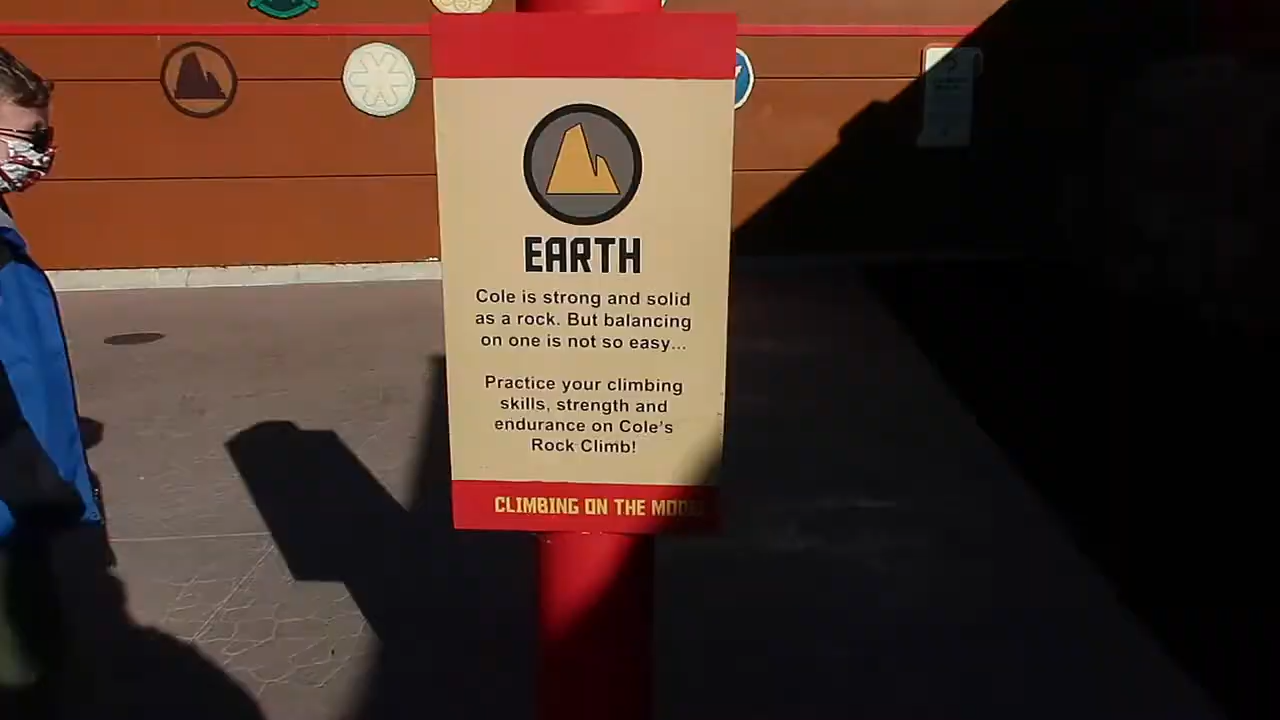 EARTH
Cole is strong and solid
as a rock. But balancing
on one is not so easy...
Practice your climbing
skills, strength and
endurance on Cole's
Rock Climb!
CLIMBING ON THE